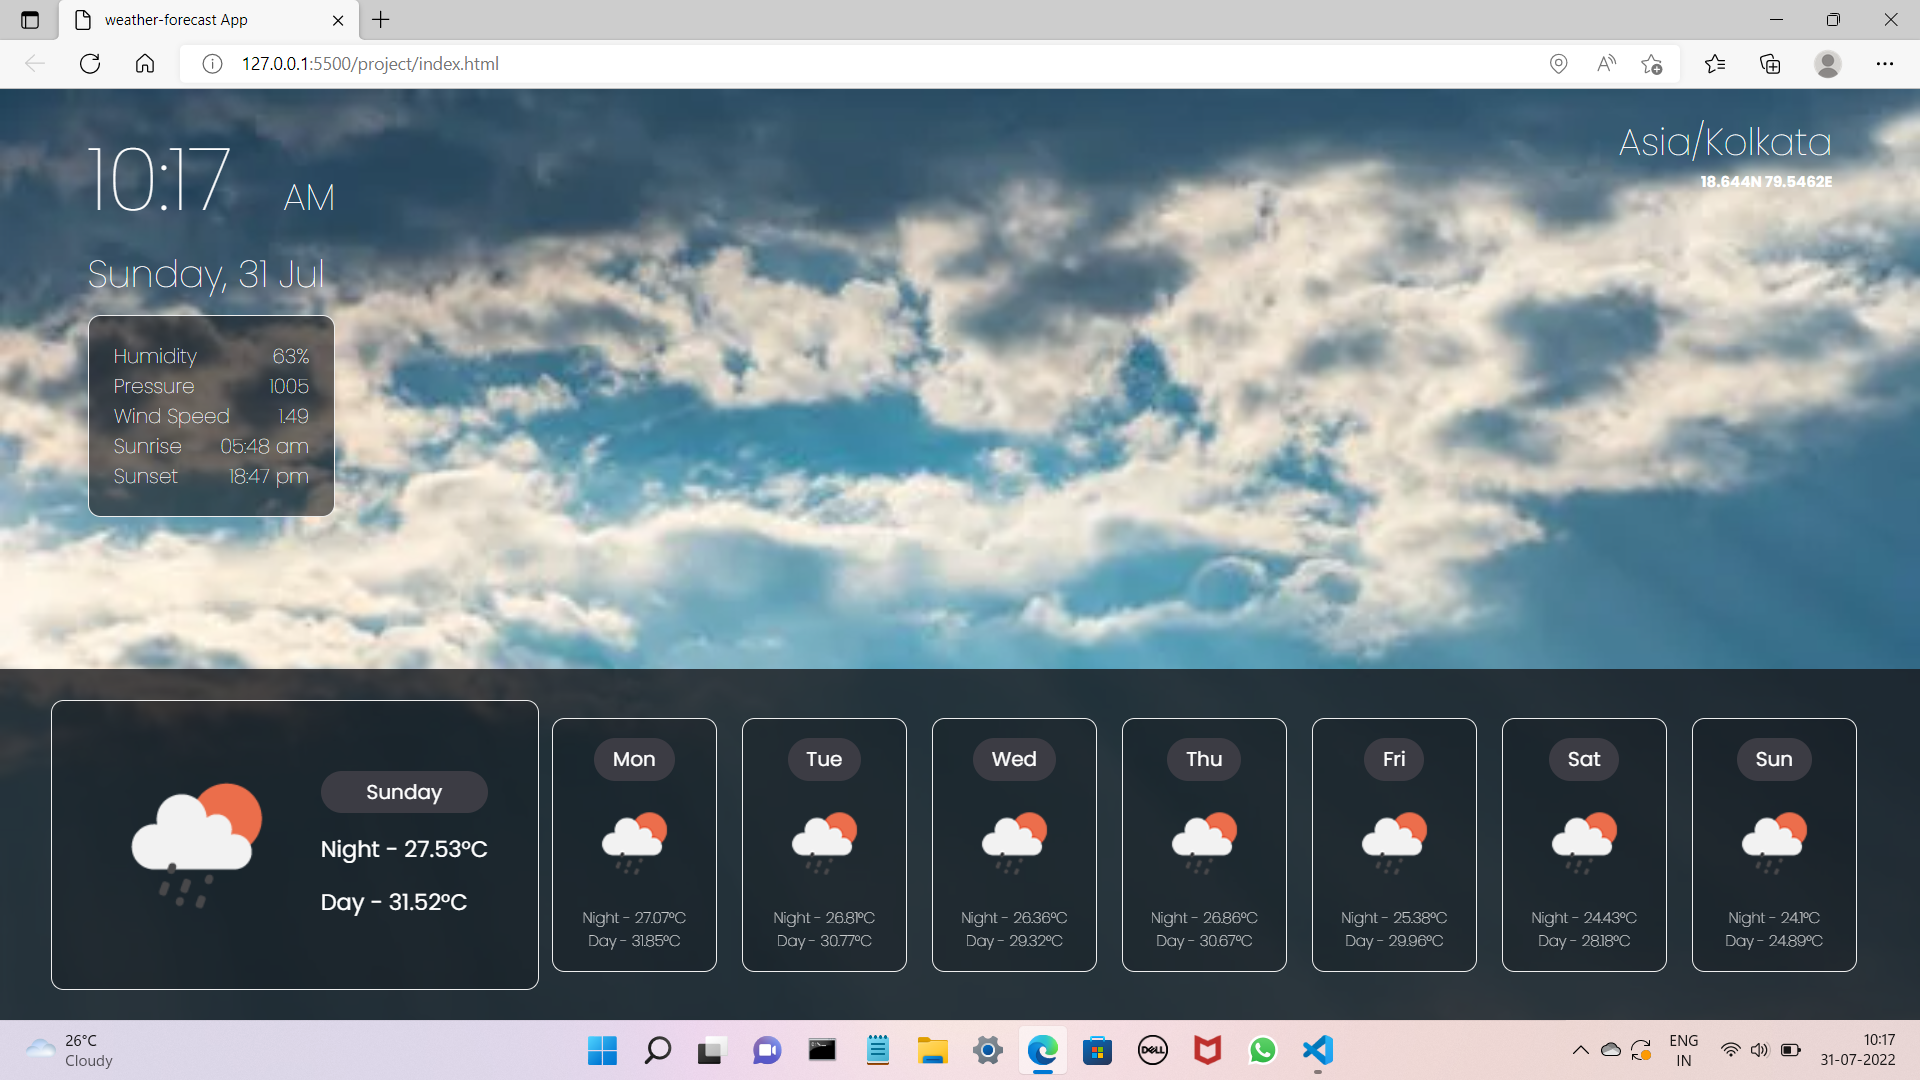 weather-forecast App
127.0.0.1:5500/project/index.html
10:17 AM
Sunday, 31 Jul
Humidity 63%
Pressure 1005
Wind Speed 1.49
Sunrise 05:48 am
Sunset 18:47 pm
Asia/Kolkata
18.644N 79.5462E
Sunday
Night - 27.53°C
Day - 31.52°C
Mon
Night - 27.07°C
Day - 31.85°C
Tue
Night - 26.81°C
Day - 30.77°C
Wed
Night - 26.36°C
Day - 29.32°C
Thu
Night - 26.86°C
Day - 30.67°C
Fri
Night - 25.38°C
Day - 29.96°C
Sat
Night - 24.43°C
Day - 28.18°C
Sun
Night - 24.1°C
Day - 24.89°C
26°C
Cloudy
DELL
ENG
IN
10:17
31-07-2022